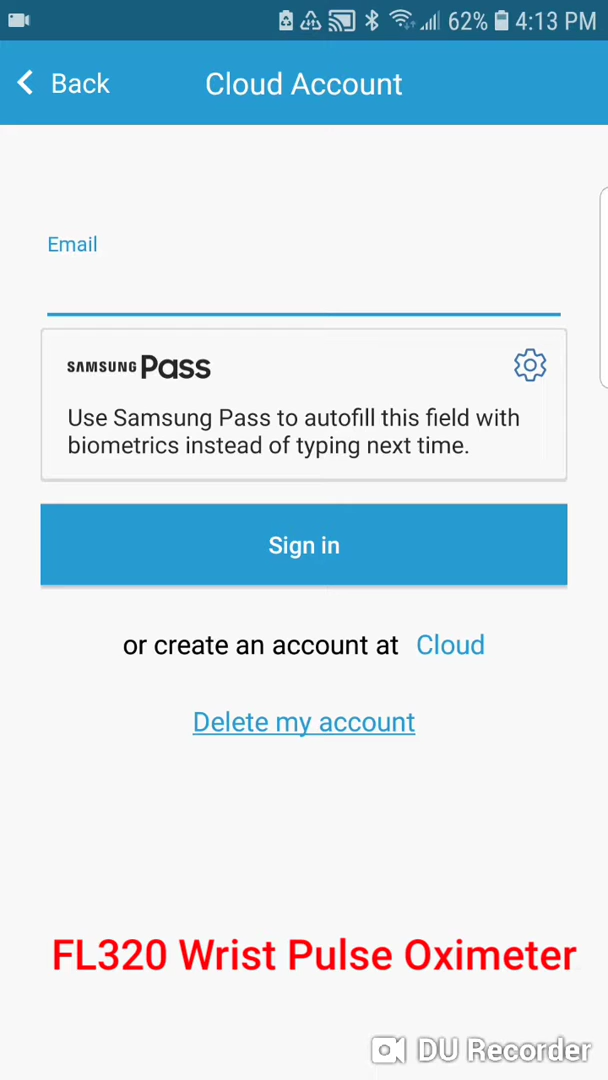 62% 4:13 PM
Back Cloud Account
Email
SAMSUNG Pass
Use Samsung Pass to autofill this field with
biometrics instead of typing next time.
Sign in
or create an account at Cloud
Delete my account
FL320 Wrist Pulse Oximeter
DU Recorder